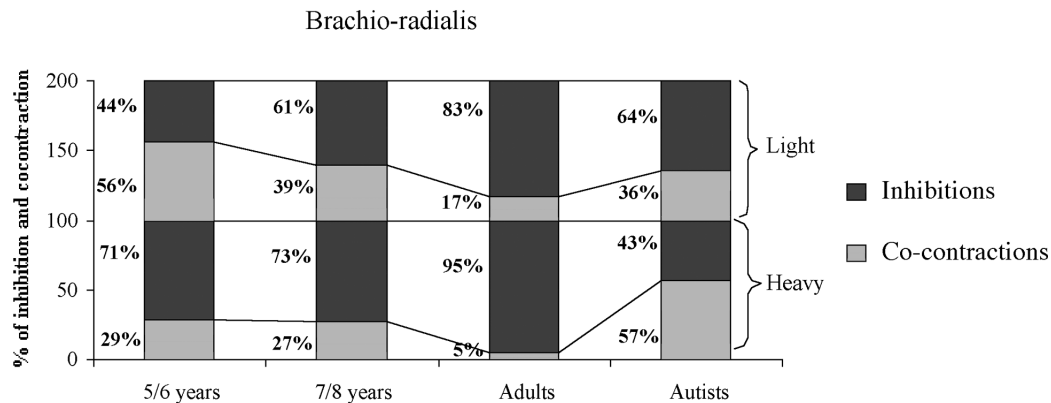 Brachio-radialis
% of inhibition and cocontraction
200
150
100
50
0
44% 61% 83% 64%
56% 39% 17% 36%
71% 73% 95% 43%
29% 27% 5% 57%
Light
Heavy
Inhibitions
Co-contractions
5/6 years 7/8 years Adults Autists